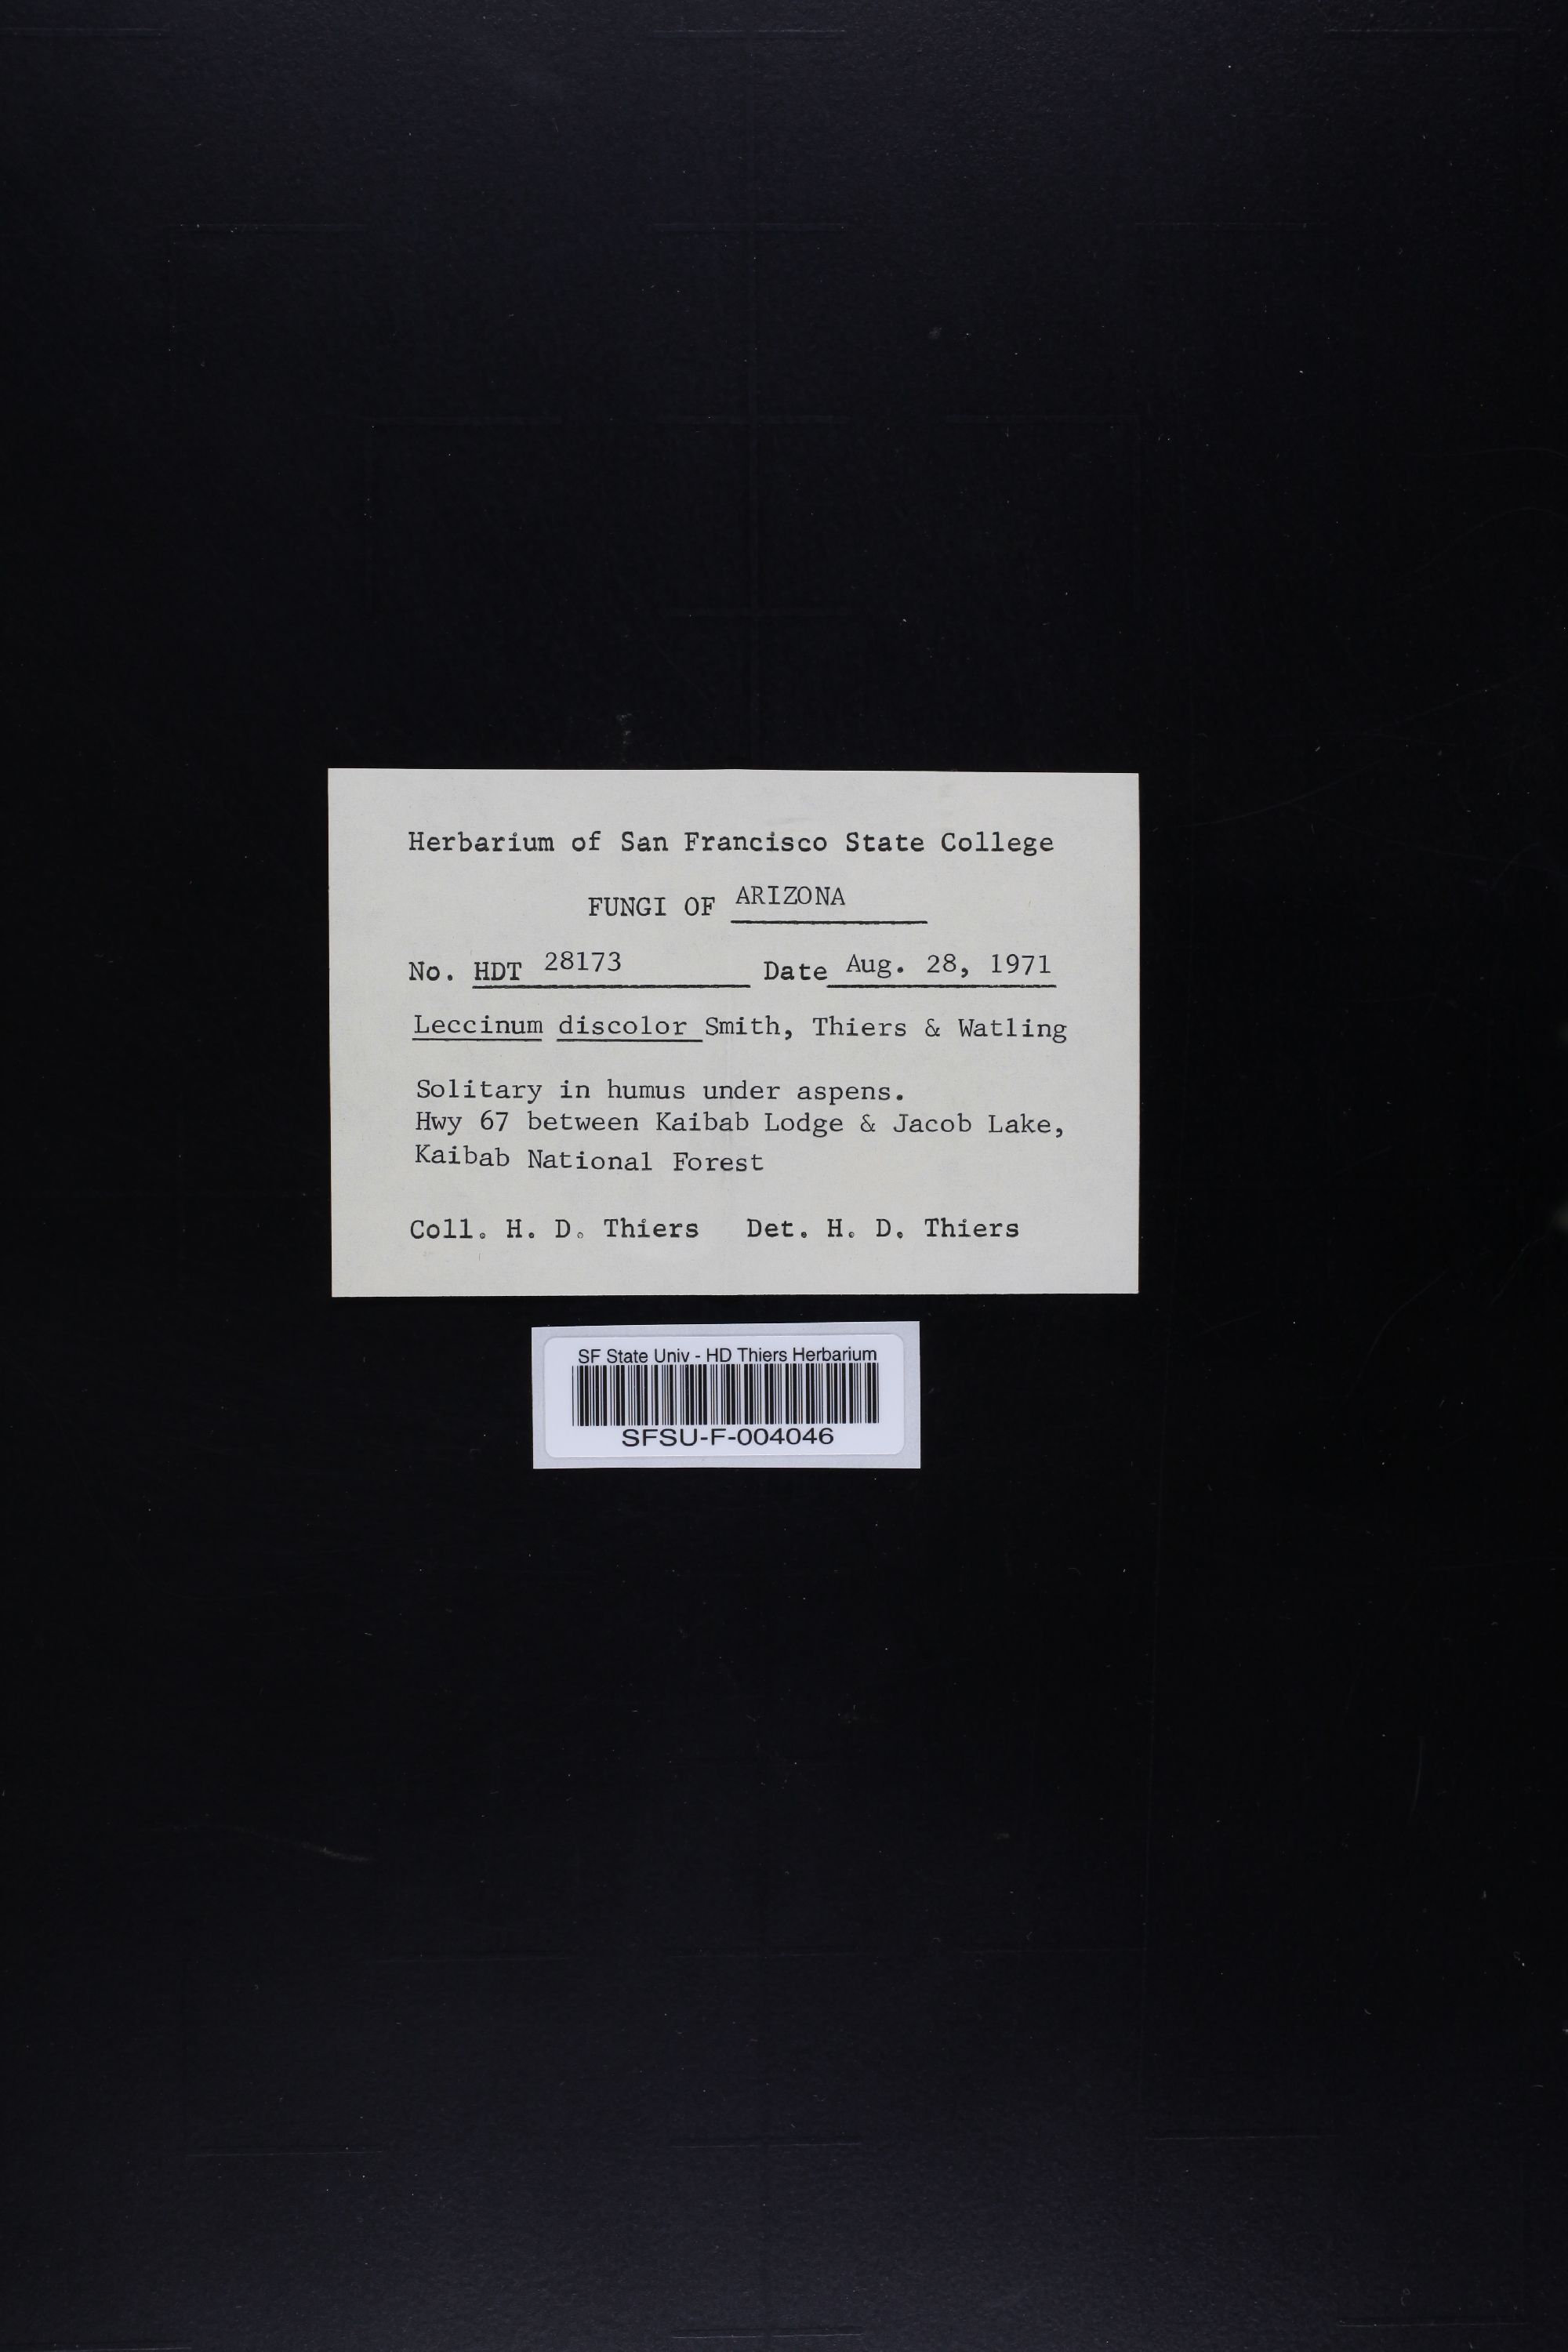 Herbarium of San Francisco State College
FUNGI OF ARIZONA
No. HDT 28173 Date Aug. 28, 1971
Leccinum discolor Smith, Thiers & Watling
Solitary in humus under aspens.
Hwy 67 between Kaibab Lodge & Jacob Lake,
Kaibab National Forest
Coll. H. D. Thiers Det. H. D. Thiers
SF State Univ - HD Thiers Herbarium
SFSU-F-004046